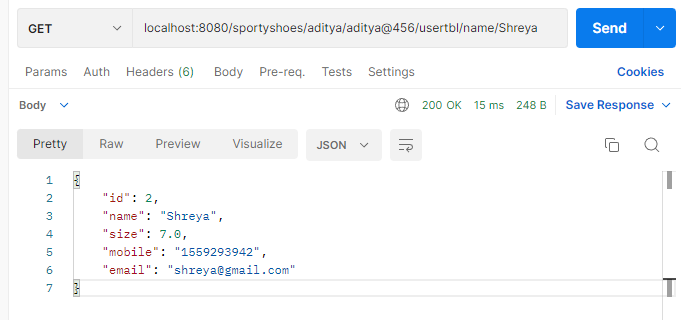 GET localhost:8080/sportyshoes/aditya/aditya@456/usertbl/name/Shreya Send
Params Auth Headers (6) Body Pre-req. Tests Settings Cookies
Body 200 OK 15 ms 248 B Save Response
Pretty Raw Preview Visualize JSON
1 {
2 "id": 2,
3 "name": "Shreya",
4 "size": 7.0,
5 "mobile": "1559293942",
6 "email": "shreya@gmail.com"
7 }